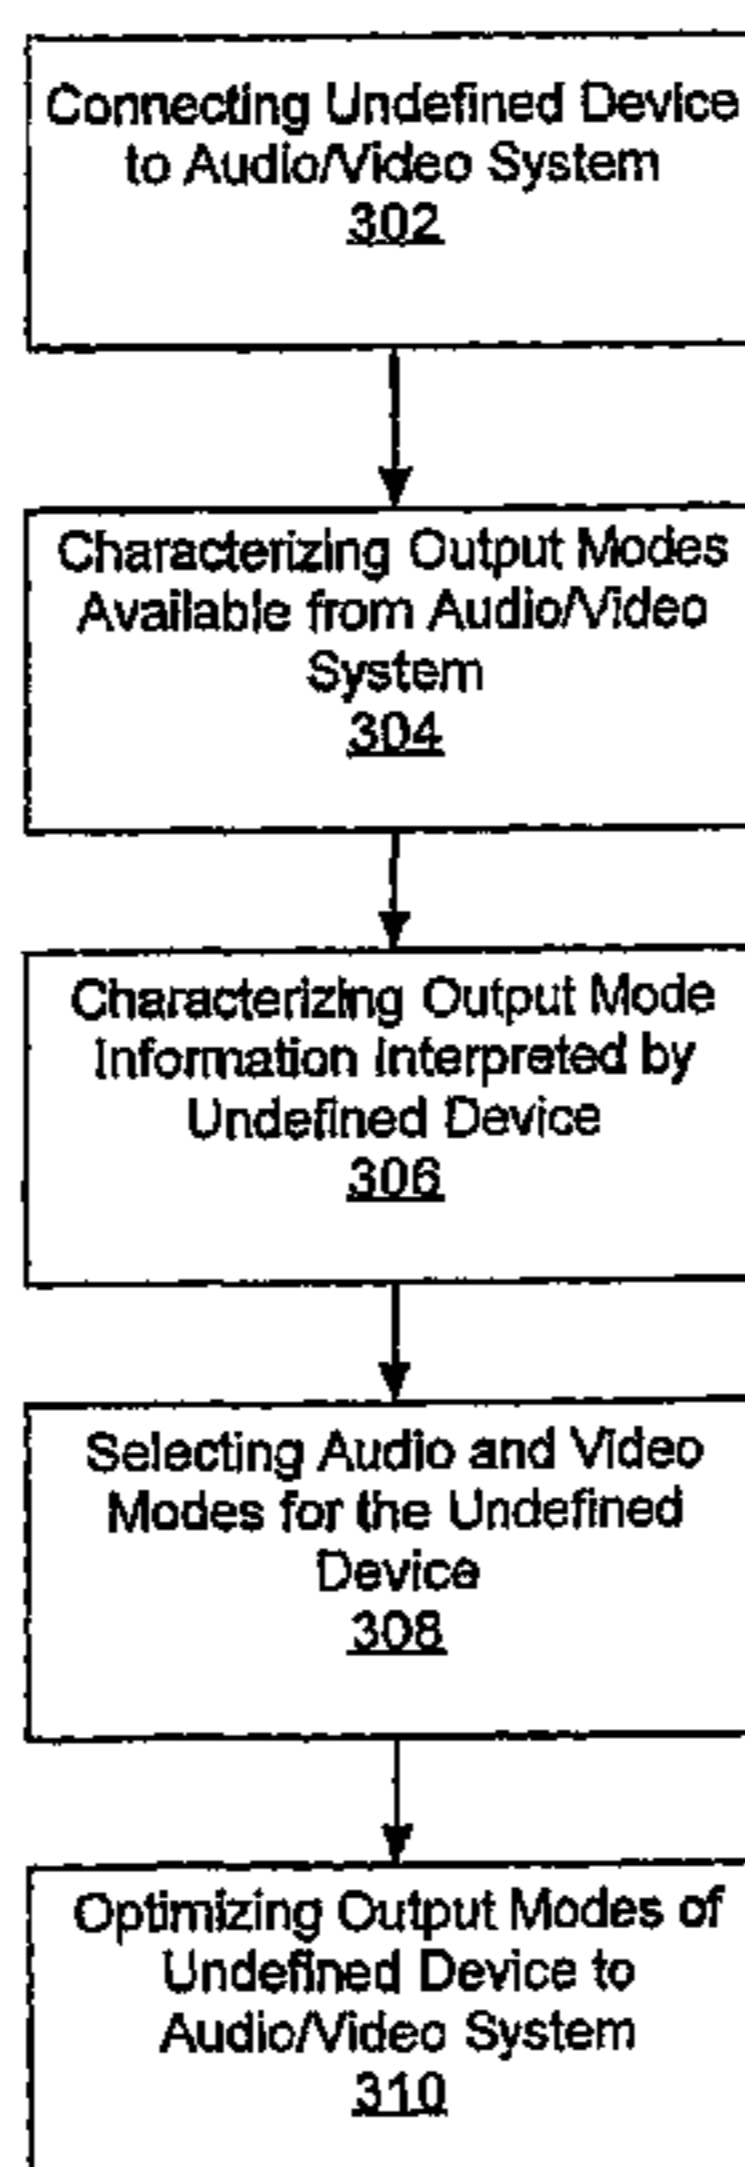 Connecting Undefined Device
to Audio/Video System
302
Characterizing Output Modes
Available from Audio/Video
System
304
Characterizing Output Mode
Information Interpreted by
Undefined Device
306
Selecting Audio and Video
Modes for the Undefined
Device
308
Optimizing Output Modes of
Undefined Device to
Audio/Video System
310